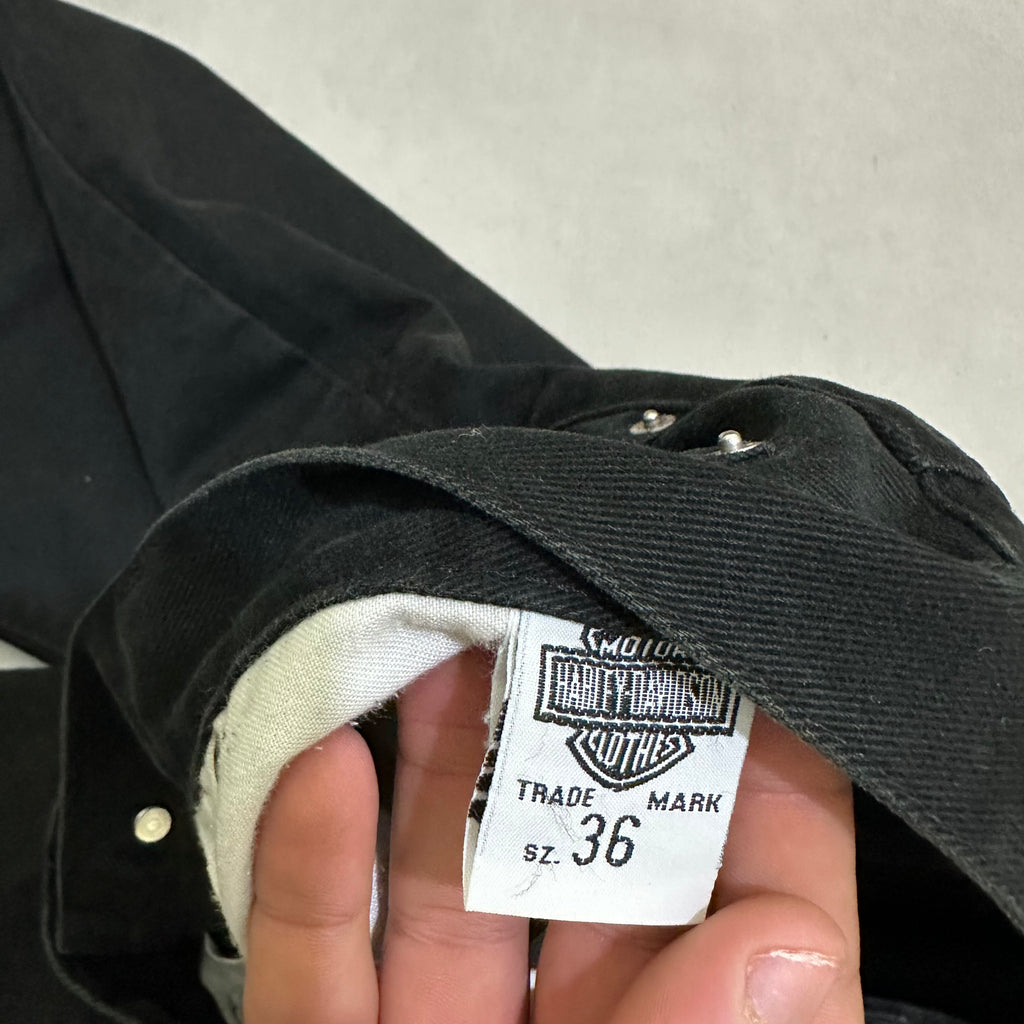 MOTOR
HARLEY-DAVIDSON
CLOTHES
TRADE MARK
SZ. 36